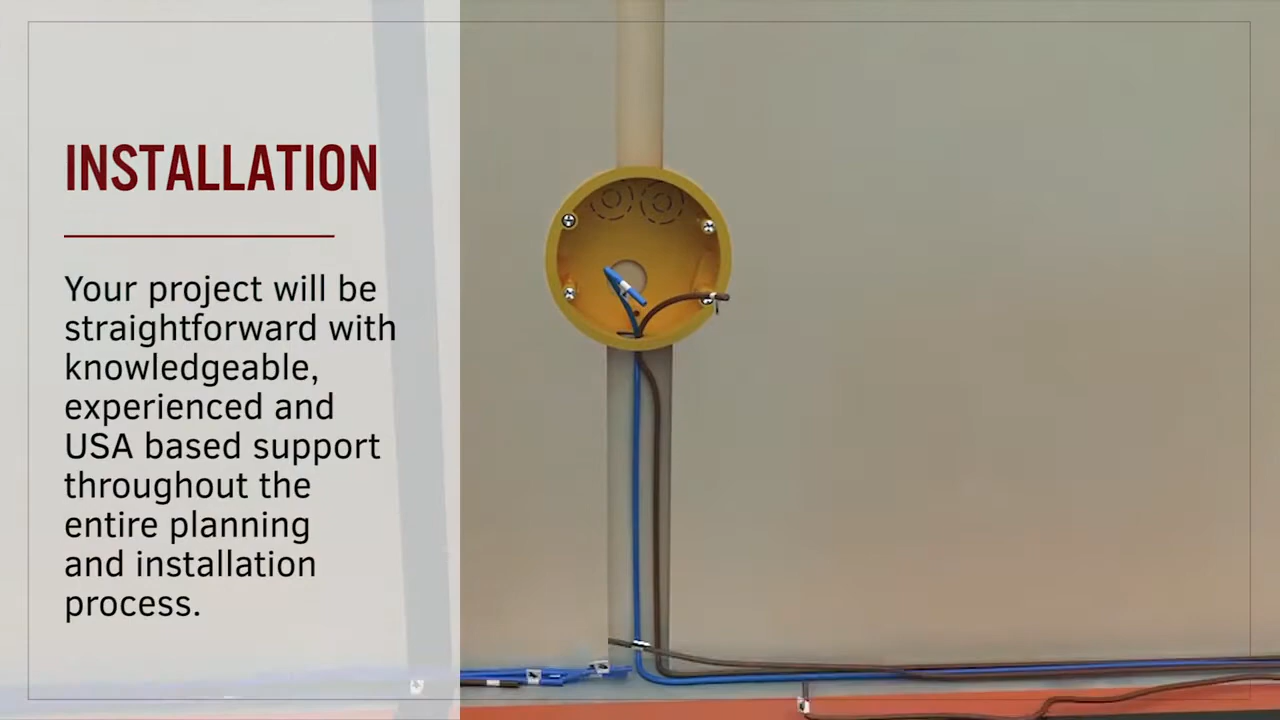 INSTALLATION
Your project will be
straightforward with
knowledgeable,
experienced and
USA based support
throughout the
entire planning
and installation
process.